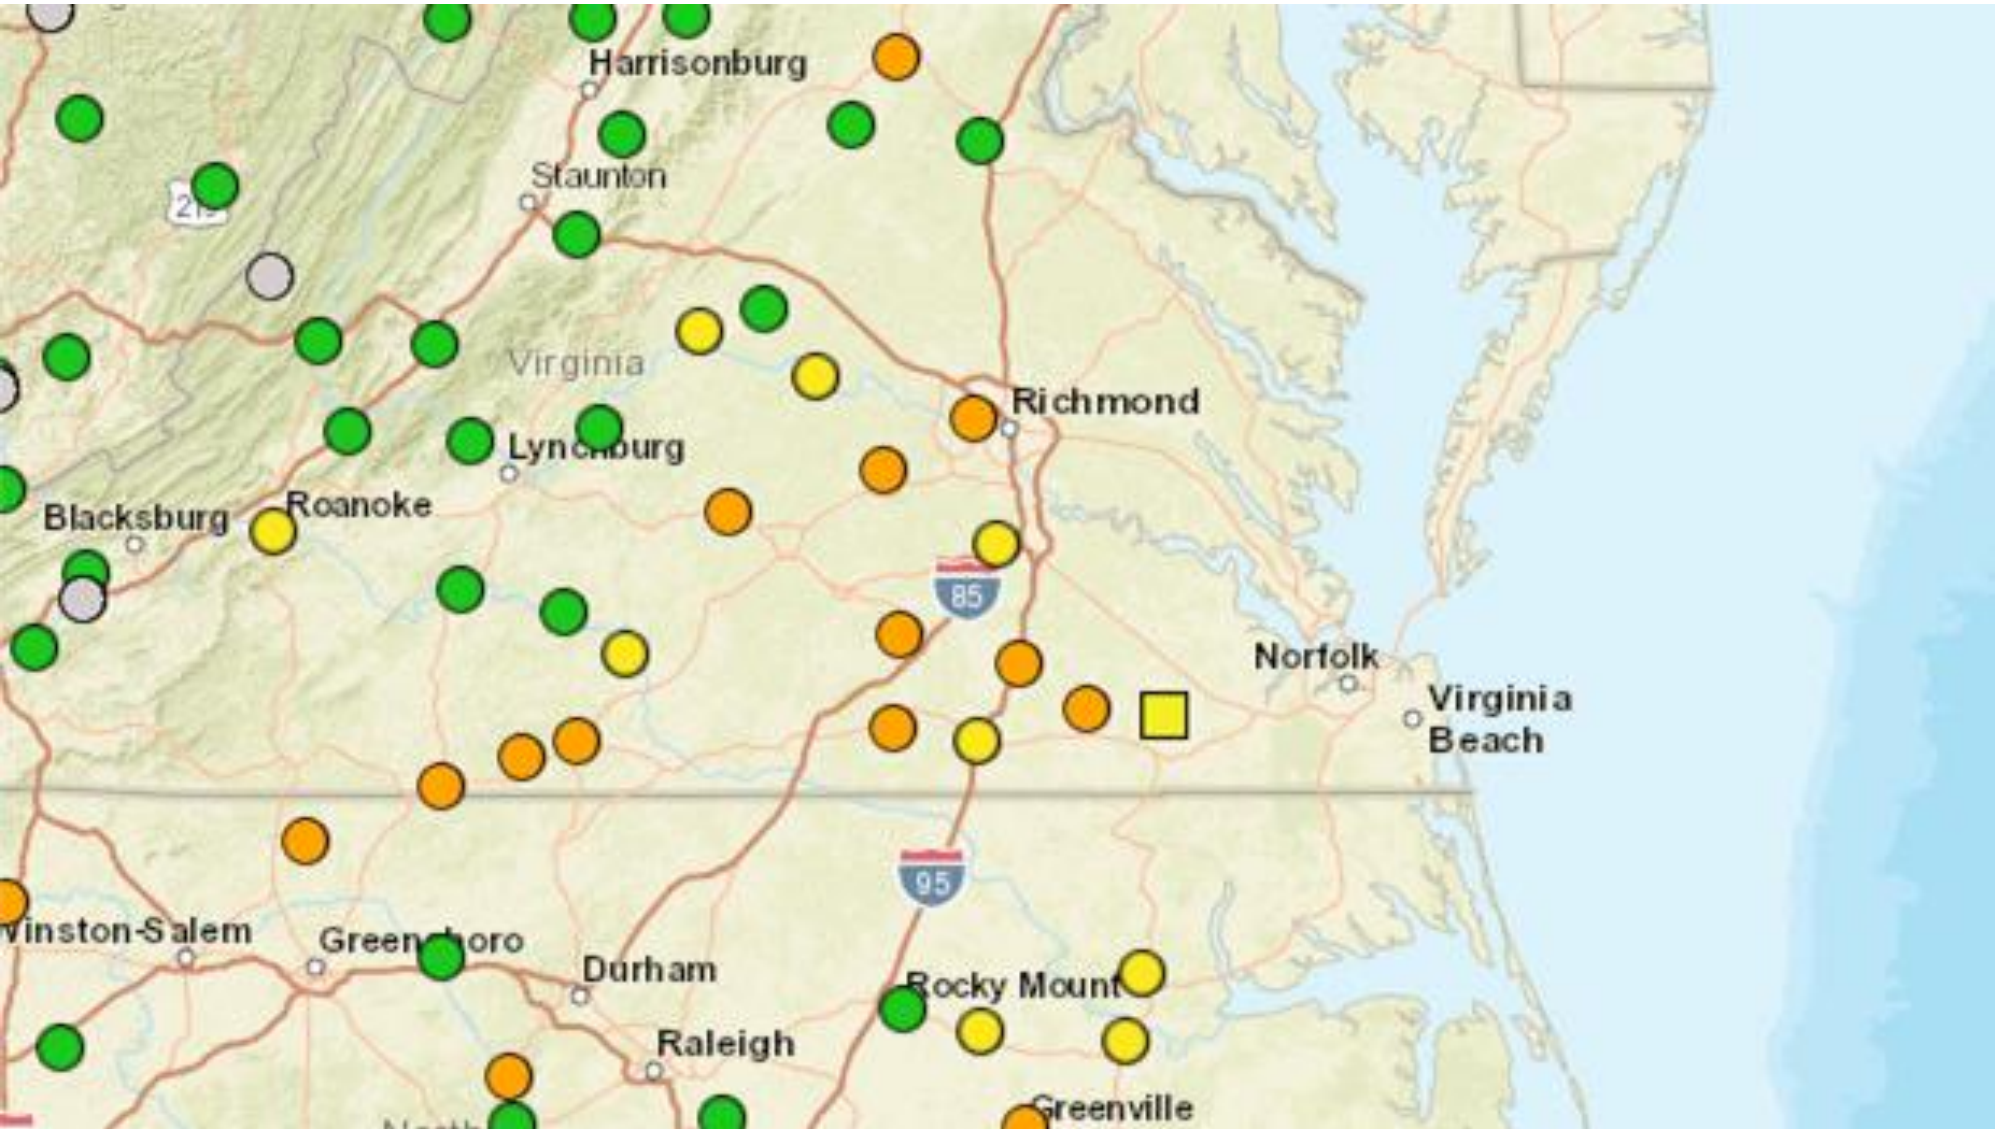 Harrisonburg
Staunton
Virginia
Richmond
Lynchburg
Roanoke
Blacksburg
85
Norfolk
Virginia
Beach
95
Winston-Salem
Greensboro
Durham
Rocky Mount
Raleigh
Greenville
North